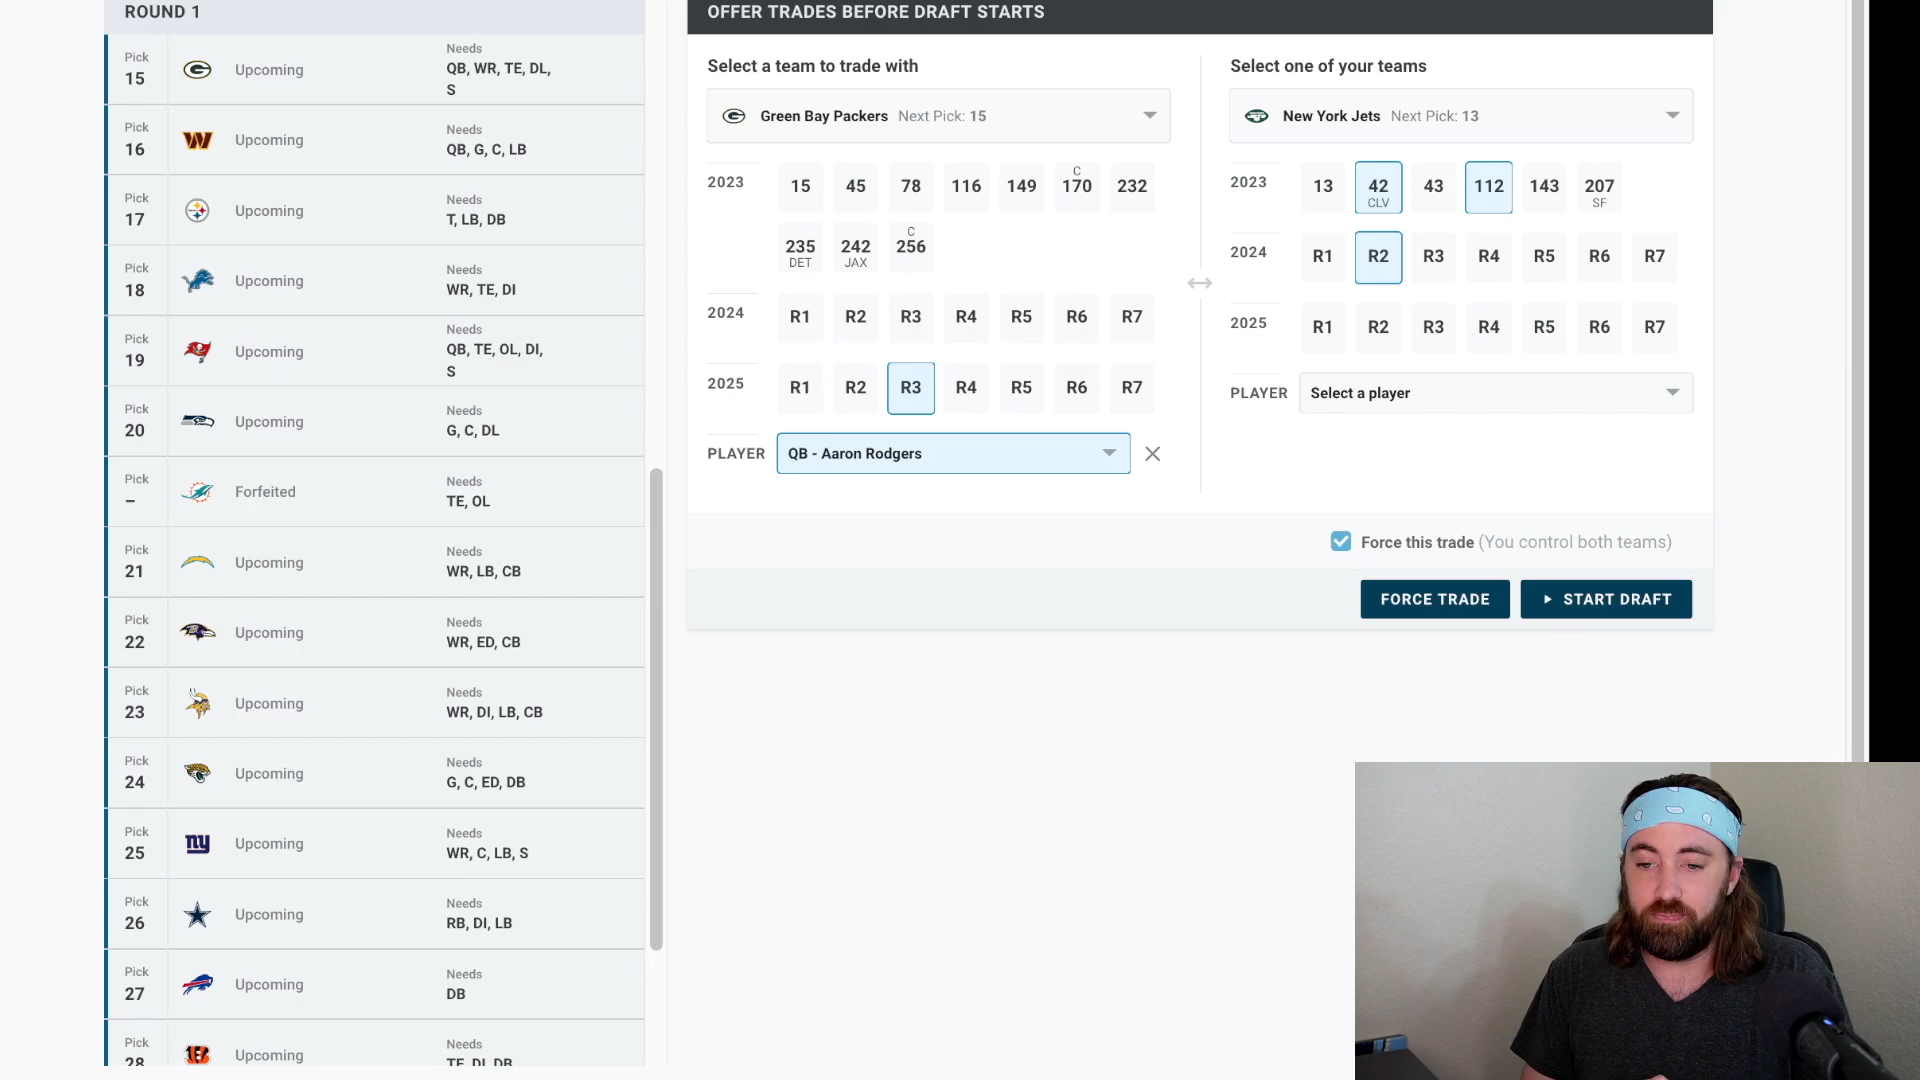 ROUND 1
Pick
15
Upcoming
Needs
QB, WR, TE, DL,
S
Pick
16
Upcoming
Needs
QB, G, C, LB
Pick
17
Upcoming
Needs
T, LB, DB
Pick
18
Upcoming
Needs
WR, TE, DI
Pick
19
Upcoming
Needs
QB, TE, OL, DI,
S
Pick
20
Upcoming
Needs
G, C, DL
Pick
–
Forfeited
Needs
TE, OL
Pick
21
Upcoming
Needs
WR, LB, CB
Pick
22
Upcoming
Needs
WR, ED, CB
Pick
23
Upcoming
Needs
WR, DI, LB, CB
Pick
24
Upcoming
Needs
G, C, ED, DB
Pick
25
ny
Upcoming
Needs
WR, C, LB, S
Pick
26
Upcoming
Needs
RB, DI, LB
Pick
27
Upcoming
Needs
DB
Pick
28
Upcoming
Needs
TE, DI, DB
OFFER TRADES BEFORE DRAFT STARTS
Select a team to trade with
Green Bay Packers Next Pick: 15
2023 15 45 78 116 149 C 170 232
235 DET 242 JAX C 256
2024 R1 R2 R3 R4 R5 R6 R7
2025 R1 R2 R3 R4 R5 R6 R7
PLAYER QB - Aaron Rodgers
Select one of your teams
New York Jets Next Pick: 13
2023 13 42 CLV 43 112 143 207 SF
2024 R1 R2 R3 R4 R5 R6 R7
2025 R1 R2 R3 R4 R5 R6 R7
PLAYER Select a player
Force this trade (You control both teams)
FORCE TRADE
START DRAFT